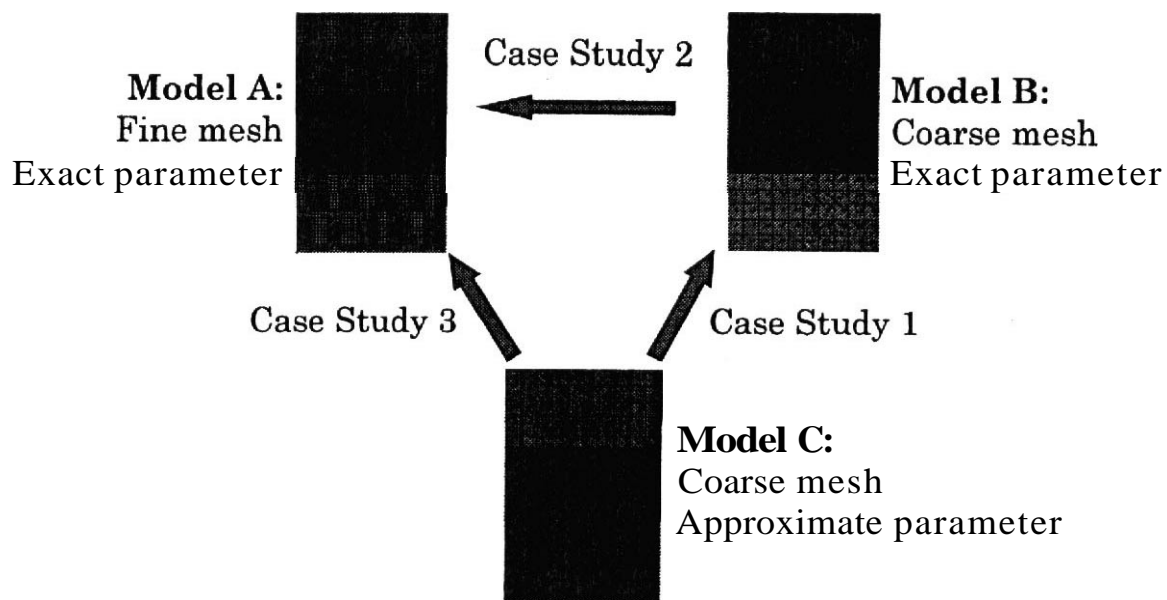 Case Study 2
Model A:
Fine mesh
Exact parameter
Model B:
Coarse mesh
Exact parameter
Case Study 3
Case Study 1
Model C:
Coarse mesh
Approximate parameter